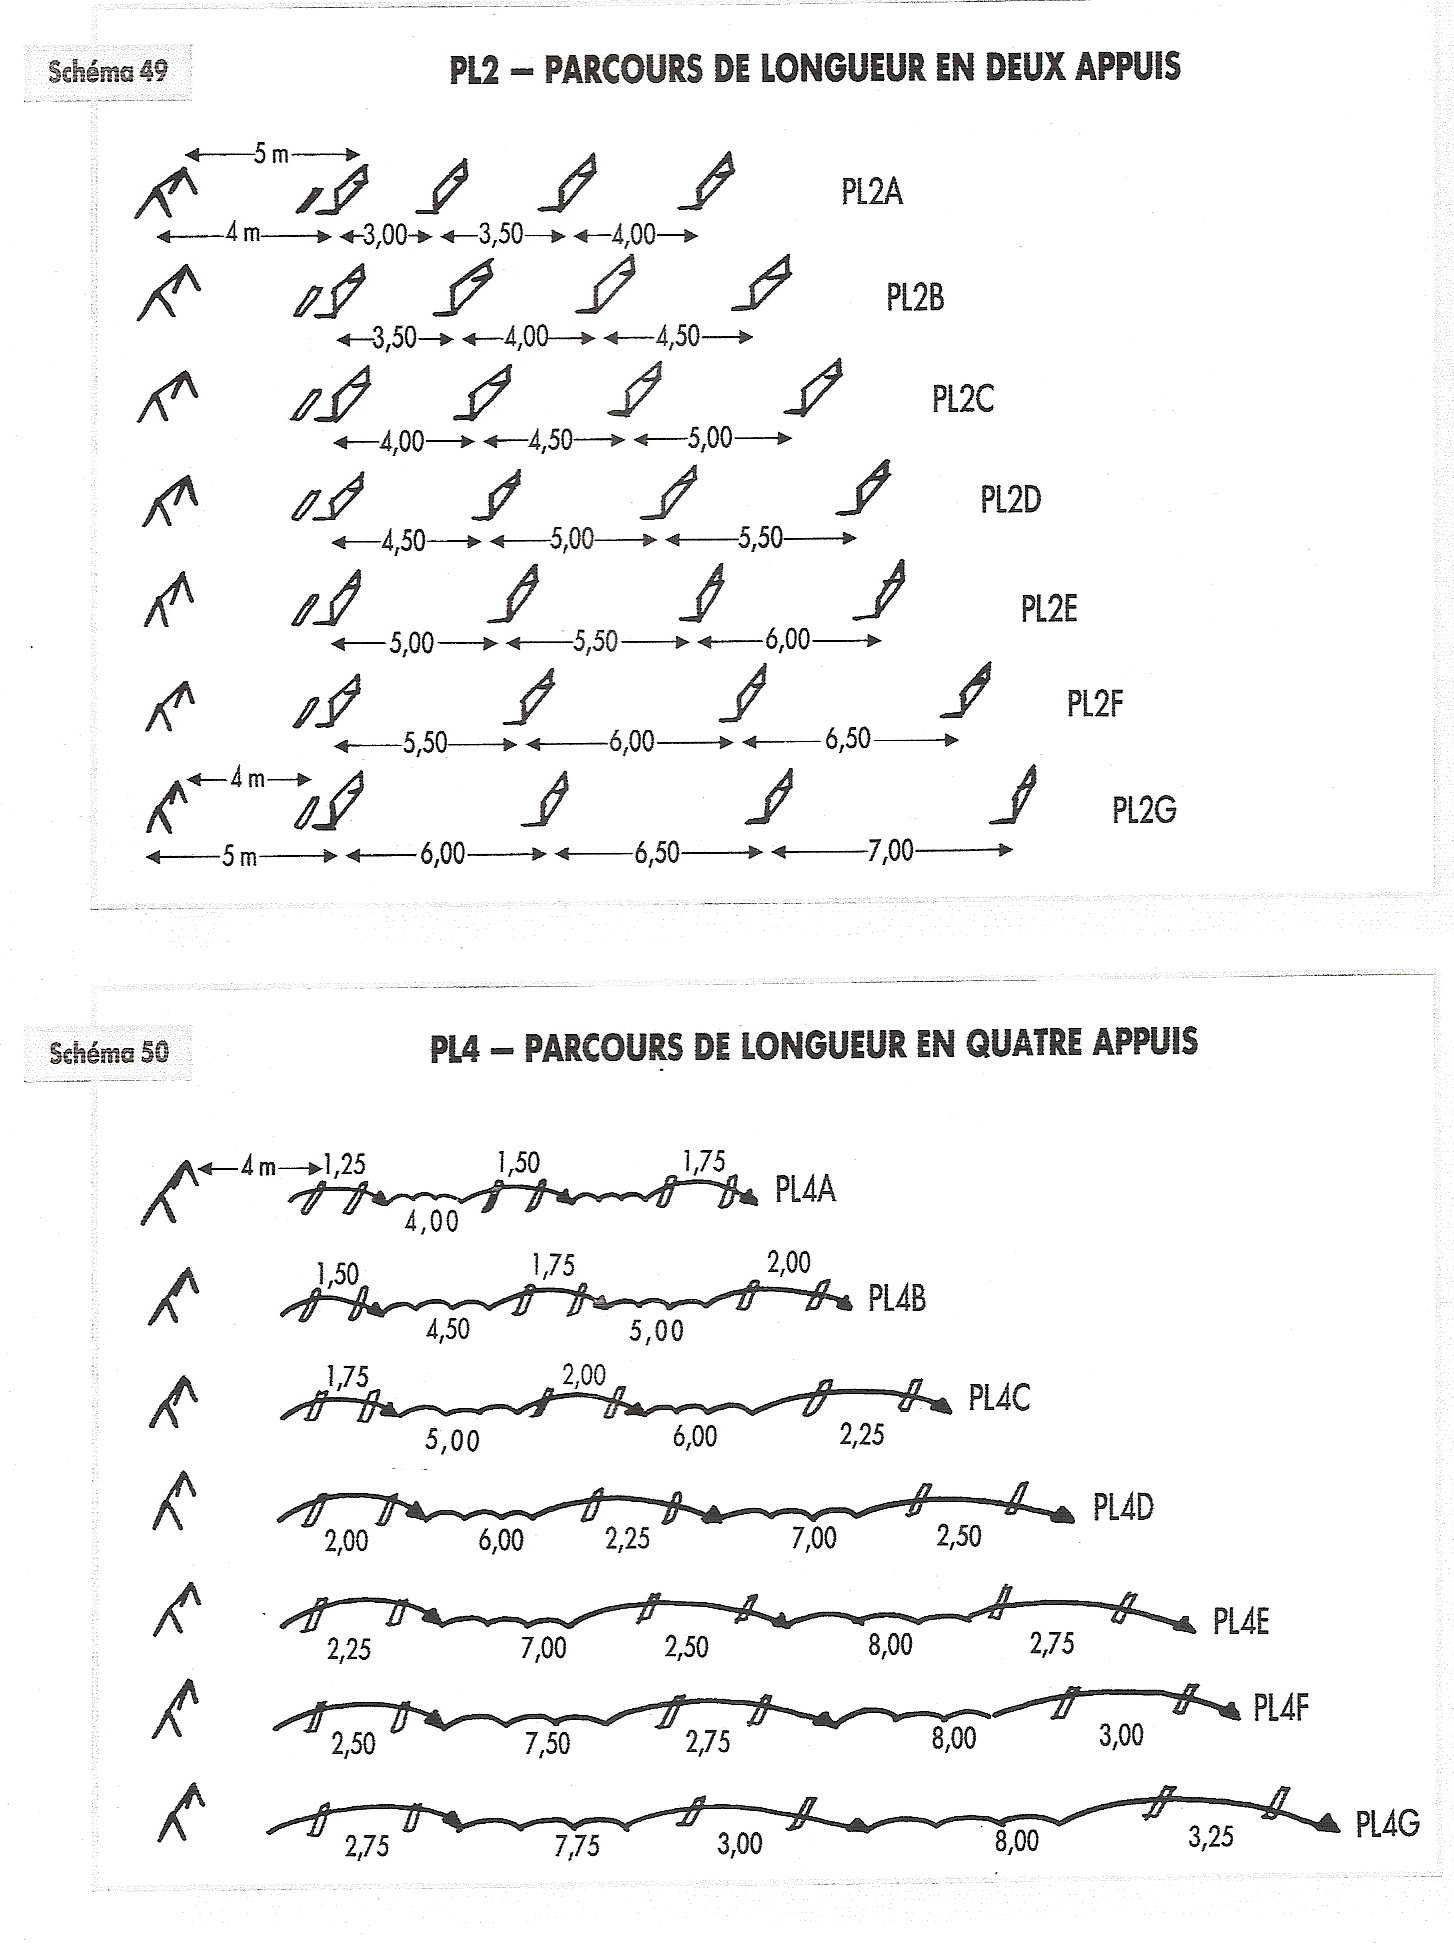 Schéma 49
PL2 – PARCOURS DE LONGUEUR EN DEUX APPUIS
5 m
PL2A
4 m 3,00 3,50 4,00
PL2B
3,50 4,00 4,50
PL2C
4,00 4,50 5,00
PL2D
4,50 5,00 5,50
PL2E
5,00 5,50 6,00
PL2F
5,50 6,00 6,50
4 m
PL2G
5 m 6,00 6,50 7,00
Schéma 50
PL4 – PARCOURS DE LONGUEUR EN QUATRE APPUIS
4 m 1,25 1,50 1,75
PL4A
4,00
1,50 1,75 2,00
PL4B
4,50 5,00
1,75 2,00
PL4C
5,00 6,00 2,25
PL4D
2,00 6,00 2,25 7,00 2,50
PL4E
2,25 7,00 2,50 8,00 2,75
PL4F
2,50 7,50 2,75 8,00 3,00
PL4G
2,75 7,75 3,00 8,00 3,25